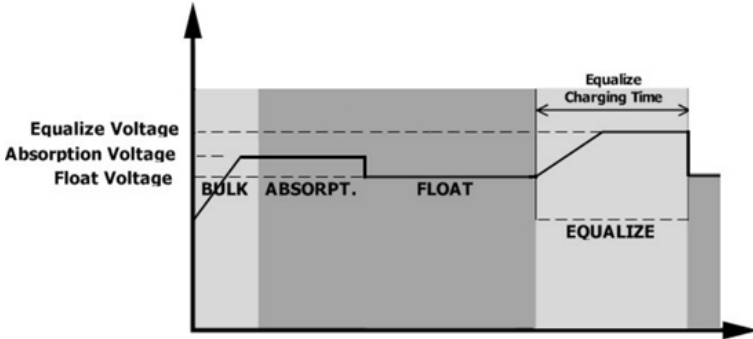 Equalize
Charging Time
Equalize Voltage
Absorption Voltage
Float Voltage
BULK
ABSORPT.
FLOAT
EQUALIZE